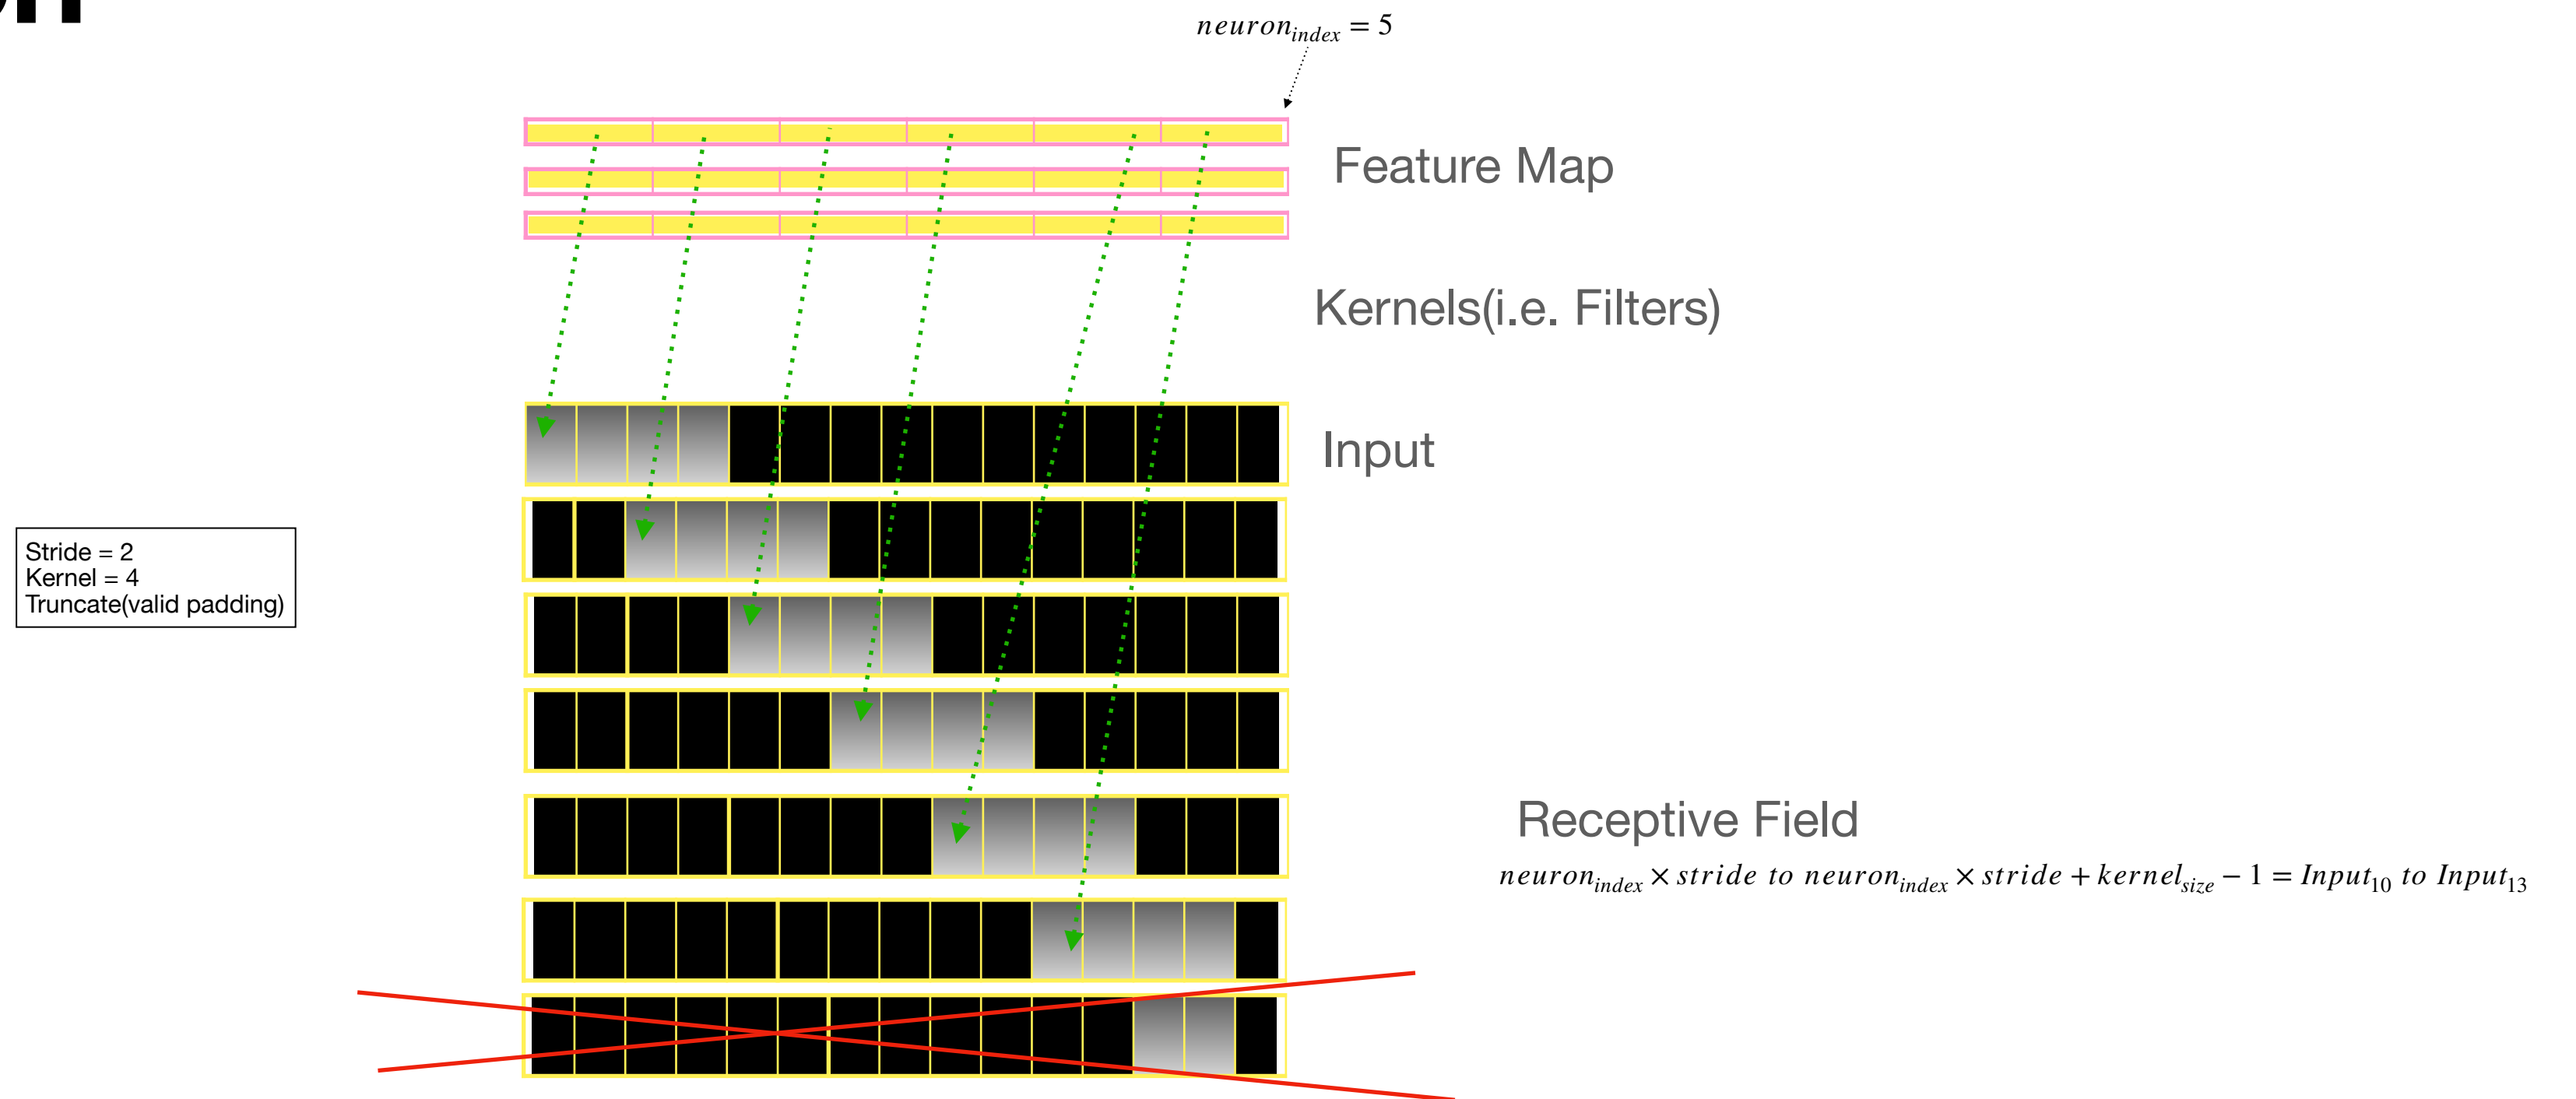 neuron_index = 5
Feature Map
Kernels(i.e. Filters)
Input
Stride = 2
Kernel = 4
Truncate(valid padding)
Receptive Field
neuron_index × stride to neuron_index × stride + kernel_size − 1 = Input_10 to Input_13